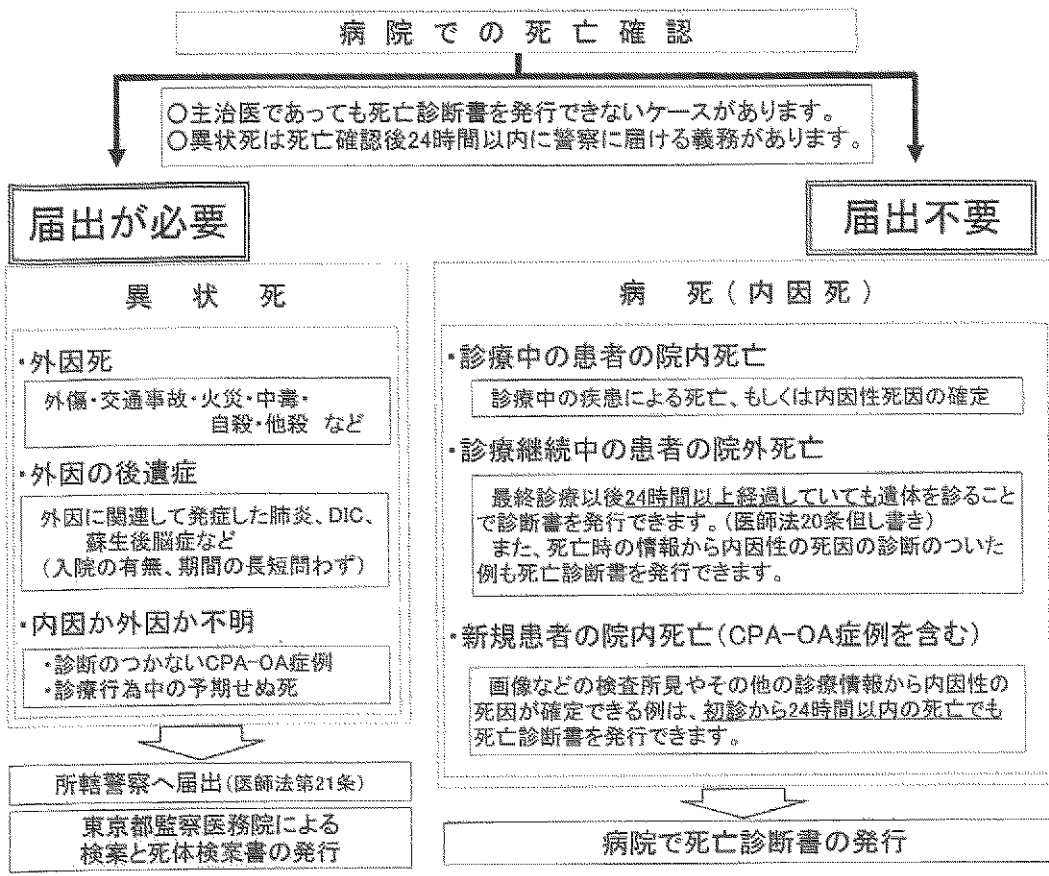 病院での死亡確認
○主治医であっても死亡診断書を発行できないケースがあります。
○異状死は死亡確認後24時間以内に警察に届ける義務があります。
届出が必要
異状死
・外因死
外傷・交通事故・火災・中毒・
自殺・他殺 など
・外因の後遺症
外因に関連して発症した肺炎、DIC、
蘇生後脳症など
(入院の有無、期間の長短問わず)
・内因か外因か不明
・診断のつかないCPA-OA症例
・診療行為中の予期せぬ死
所轄警察へ届出(医師法第21条)
東京都監察医務院による
検案と死体検案書の発行
届出不要
病死(内因死)
・診療中の患者の院内死亡
診療中の疾患による死亡、もしくは内因性死因の確定
・診療継続中の患者の院外死亡
最終診療以後24時間以上経過していても遺体を診ること
で診断書を発行できます。(医師法20条但し書き)
また、死亡時の情報から内因性の死因の診断のついた
例も死亡診断書を発行できます。
・新規患者の院内死亡(CPA-OA症例を含む)
画像などの検査所見やその他の診療情報から内因性の
死因が確定できる例は、初診から24時間以内の死亡でも
死亡診断書を発行できます。
病院で死亡診断書の発行